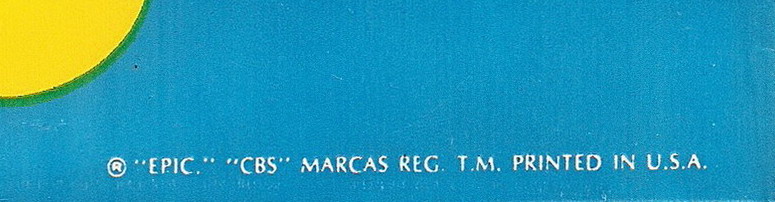 ® "EPIC." "CBS" MARCAS REG. T.M. PRINTED IN U.S.A.